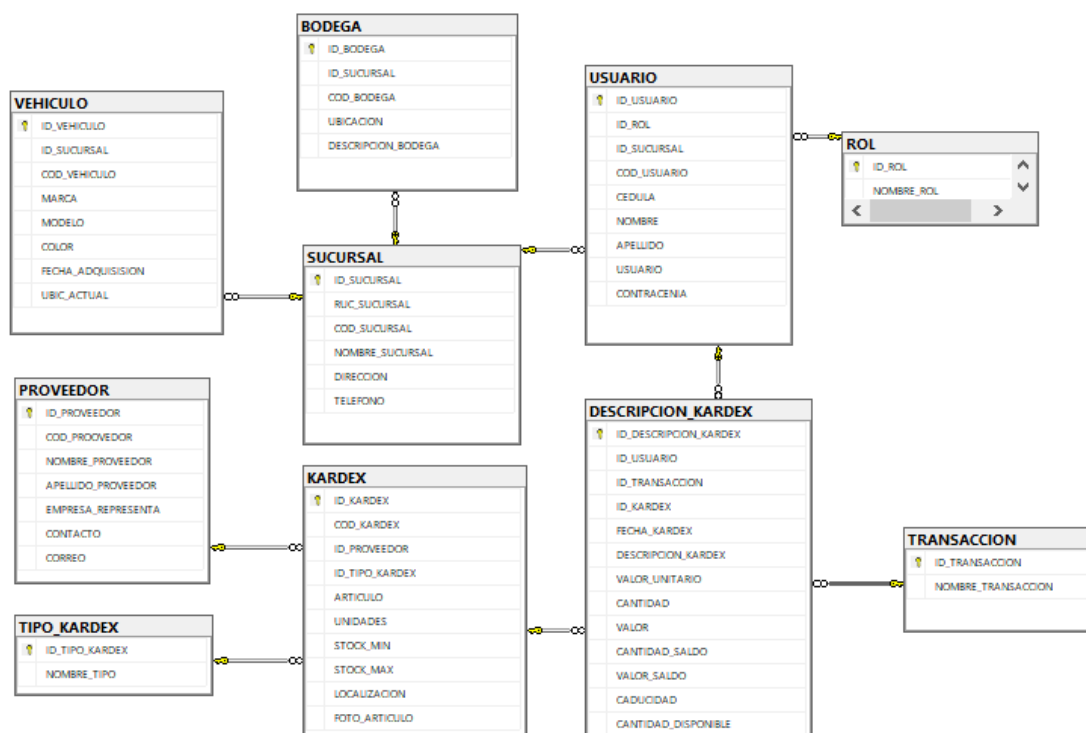 BODEGA
ID_BODEGA
ID_SUCURSAL
COD_BODEGA
UBICACION
DESCRIPCION_BODEGA
USUARIO
ID_USUARIO
ID_ROL
ID_SUCURSAL
COD_USUARIO
CEDULA
NOMBRE
APELLIDO
USUARIO
CONTRACENIA
VEHICULO
ID_VEHICULO
ID_SUCURSAL
COD_VEHICULO
MARCA
MODELO
COLOR
FECHA_ADQUISISION
UBIC_ACTUAL
ROL
ID_ROL
NOMBRE_ROL
SUCURSAL
ID_SUCURSAL
RUC_SUCURSAL
COD_SUCURSAL
NOMBRE_SUCURSAL
DIRECCION
TELEFONO
PROVEEDOR
ID_PROVEEDOR
COD_PROOVEDOR
NOMBRE_PROVEEDOR
APELLIDO_PROVEEDOR
EMPRESA_REPRESENTA
CONTACTO
CORREO
DESCRIPCION_KARDEX
ID_DESCRIPCION_KARDEX
ID_USUARIO
ID_TRANSACCION
ID_KARDEX
FECHA_KARDEX
DESCRIPCION_KARDEX
VALOR_UNITARIO
CANTIDAD
VALOR
CANTIDAD_SALDO
VALOR_SALDO
CADUCIDAD
CANTIDAD_DISPONIBLE
KARDEX
ID_KARDEX
COD_KARDEX
ID_PROVEEDOR
ID_TIPO_KARDEX
ARTICULO
UNIDADES
STOCK_MIN
STOCK_MAX
LOCALIZACION
FOTO_ARTICULO
TRANSACCION
ID_TRANSACCION
NOMBRE_TRANSACCION
TIPO_KARDEX
ID_TIPO_KARDEX
NOMBRE_TIPO